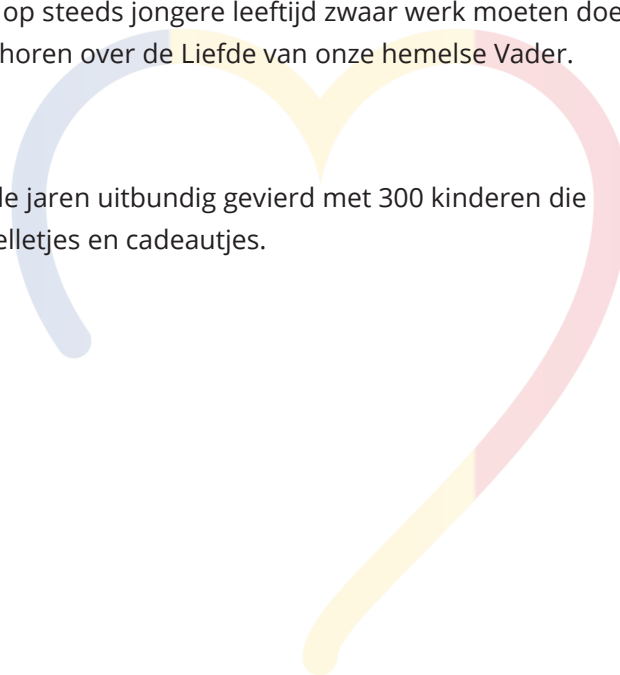 op steeds jongere leeftijd zwaar werk moeten doe
horen over de Liefde van onze hemelse Vader.
le jaren uitbundig gevierd met 300 kinderen die
elletjes en cadeautjes.